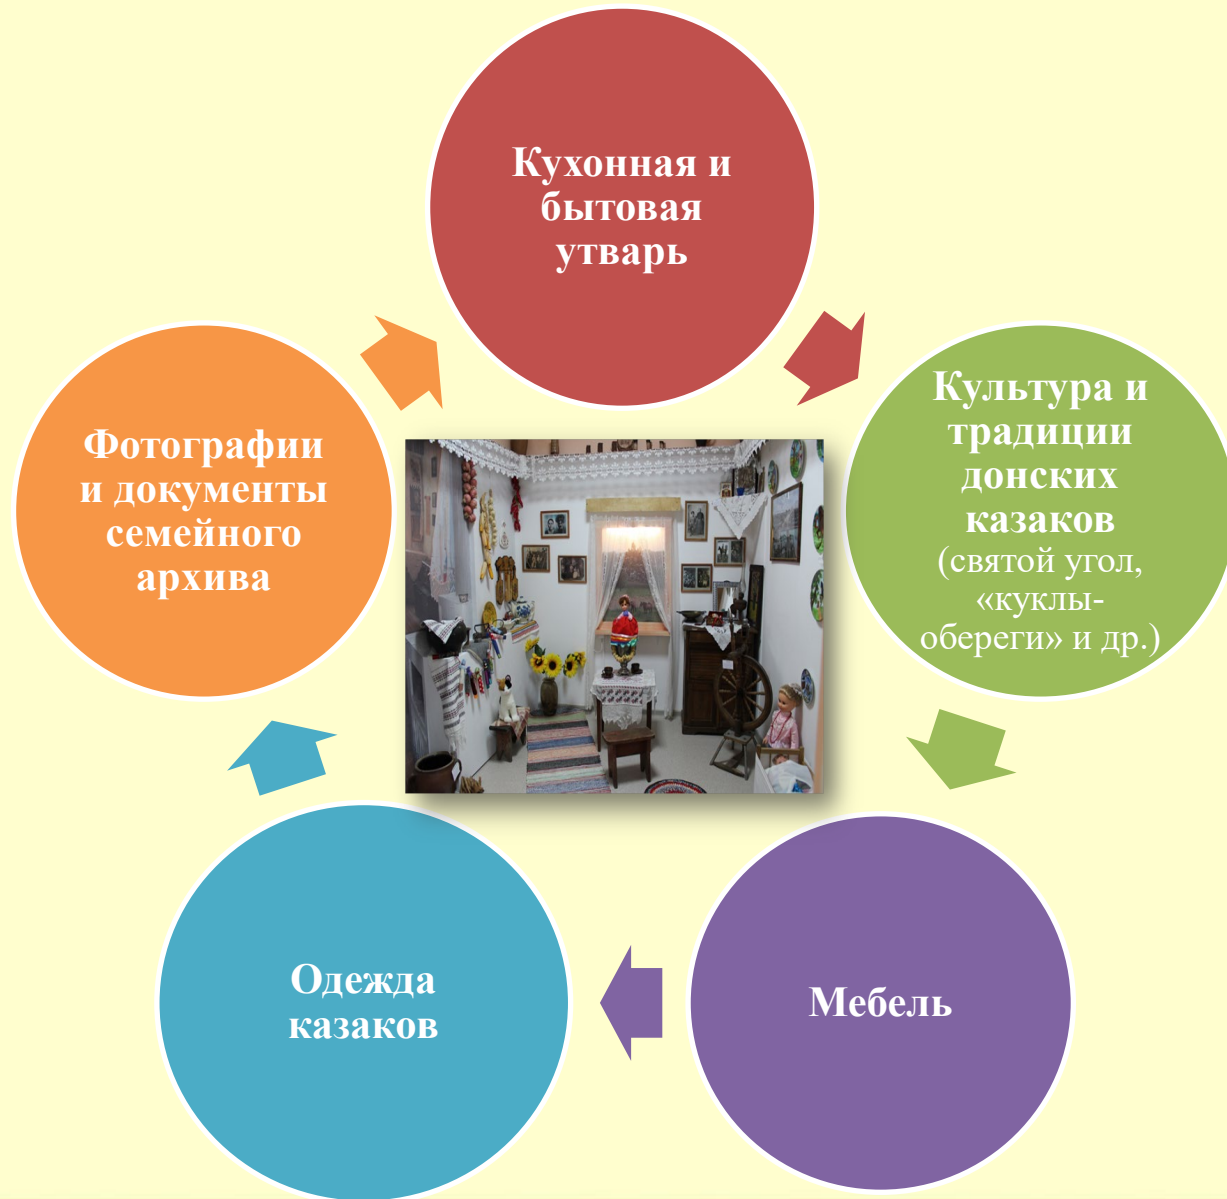 Кухонная и
бытовая
утварь
Культура и
традиции
донских
казаков
(святой угол,
«куклы-
обереги» и др.)
Мебель
Одежда
казаков
Фотографии
и документы
семейного
архива